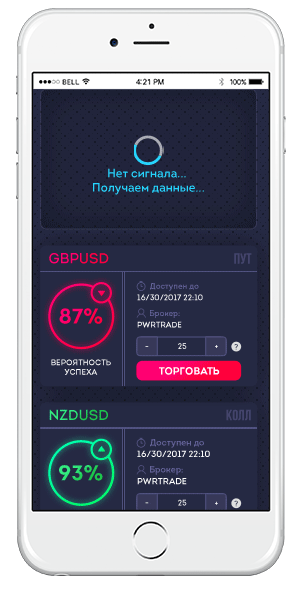 BELL 4:21 PM 100%
Нет сигнала...
Получаем данные...
GBPUSD ПУТ
87%
ВЕРОЯТНОСТЬ
УСПЕХА
Доступен до
16/30/2017 22:10
Брокер:
PWRTRADE
- 25 + ?
ТОРГОВАТЬ
NZDUSD КОЛЛ
93%
Доступен до
16/30/2017 22:10
Брокер:
PWRTRADE
- 25 + ?